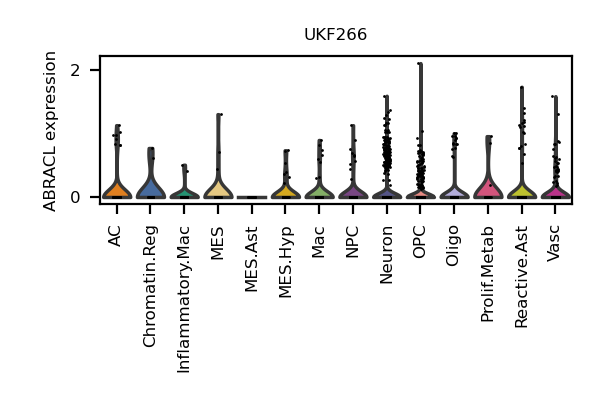 UKF266
ABRACL expression
2
0
AC
Chromatin.Reg
Inflammatory.Mac
MES
MES.Ast
MES.Hyp
Mac
NPC
Neuron
OPC
Oligo
Prolif.Metab
Reactive.Ast
Vasc